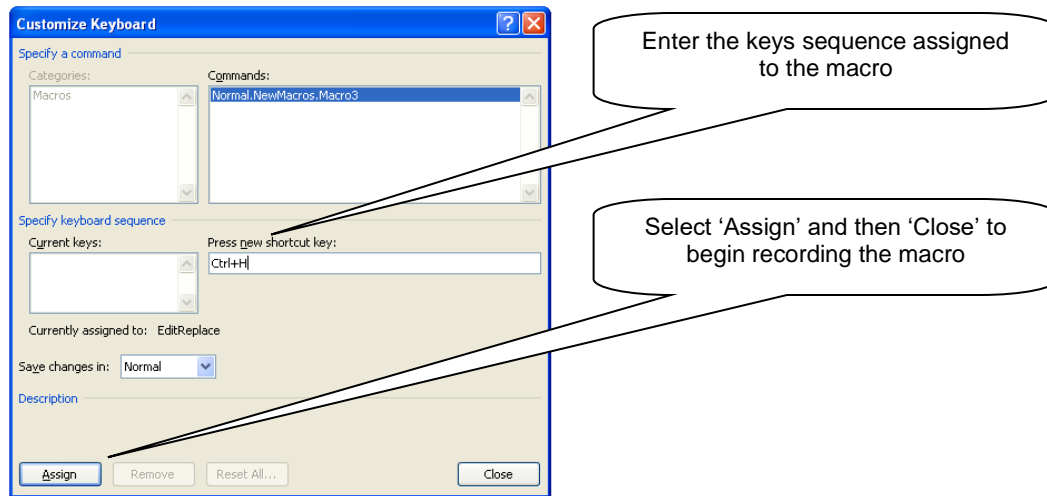 Customize Keyboard
Specify a command
Categories:
Commands:
Macros
Normal.NewMacros.Macro3
Specify keyboard sequence
Current keys:
Press new shortcut key:
Ctrl+H
Currently assigned to: EditReplace
Save changes in: Normal
Description
Assign
Remove
Reset All...
Close
Enter the keys sequence assigned
to the macro
Select ‘Assign’ and then ‘Close’ to
begin recording the macro